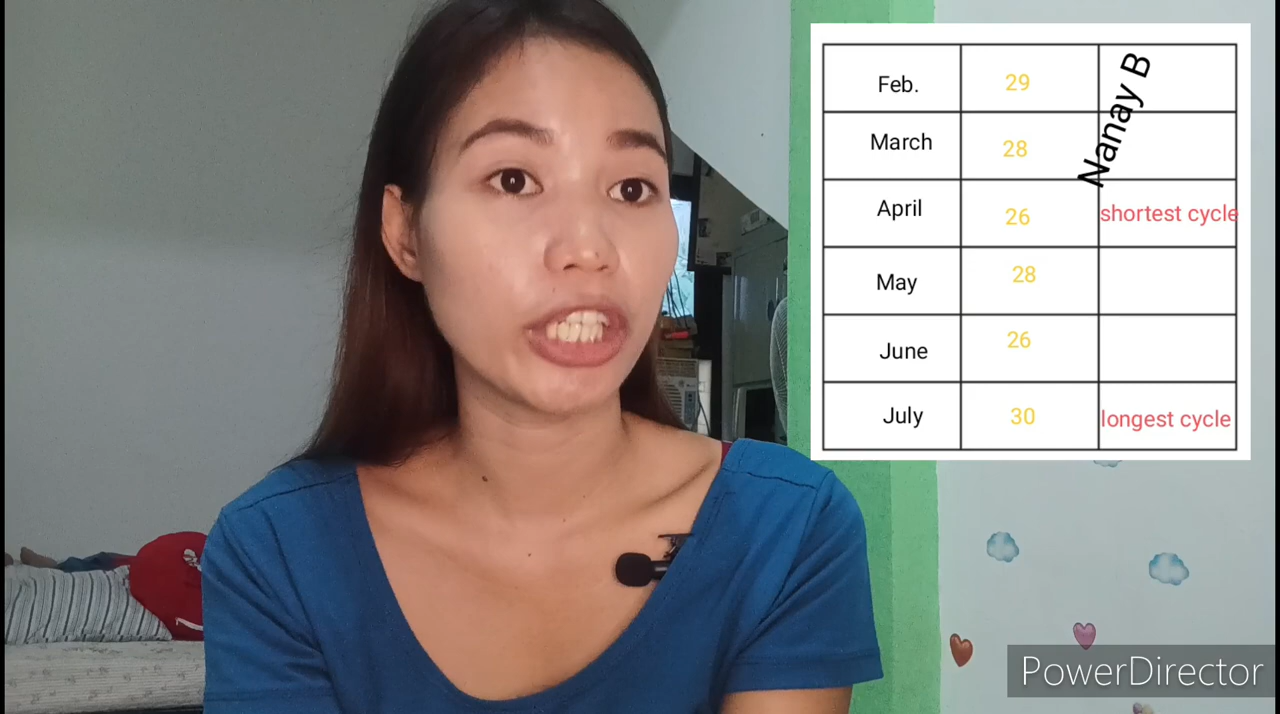 Feb. 29
Nanay B
March 28
April 26 shortest cycle
May 28
June 26
July 30 longest cycle
PowerDirector